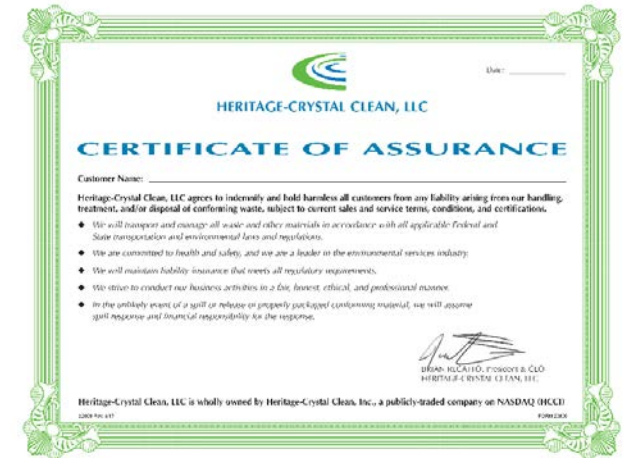 Date:
HERITAGE-CRYSTAL CLEAN, LLC
CERTIFICATE OF ASSURANCE
Customer Name:
Heritage-Crystal Clean, LLC agrees to indemnify and hold harmless all customers from any liability arising from our handling,
treatment, and/or disposal of conforming waste, subject to current sales and service terms, conditions, and certifications.
◆ We will transport and manage all waste and other materials in accordance with all applicable Federal and
State transportation and environmental laws and regulations.
◆ We are committed to health and safety, and we are a leader in the environmental services industry.
◆ We will maintain liability insurance that meets all regulatory requirements.
◆ We strive to conduct our business activities in a fair, honest, ethical, and professional manner.
◆ In the unlikely event of a spill or release of properly packaged conforming material, we will assume
spill response and financial responsibility for the response.
BRIAN RECATTO, President & CEO
HERITAGE-CRYSTAL CLEAN, LLC
Heritage-Crystal Clean, LLC is wholly owned by Heritage-Crystal Clean, Inc., a publicly-traded company on NASDAQ (HCCI)